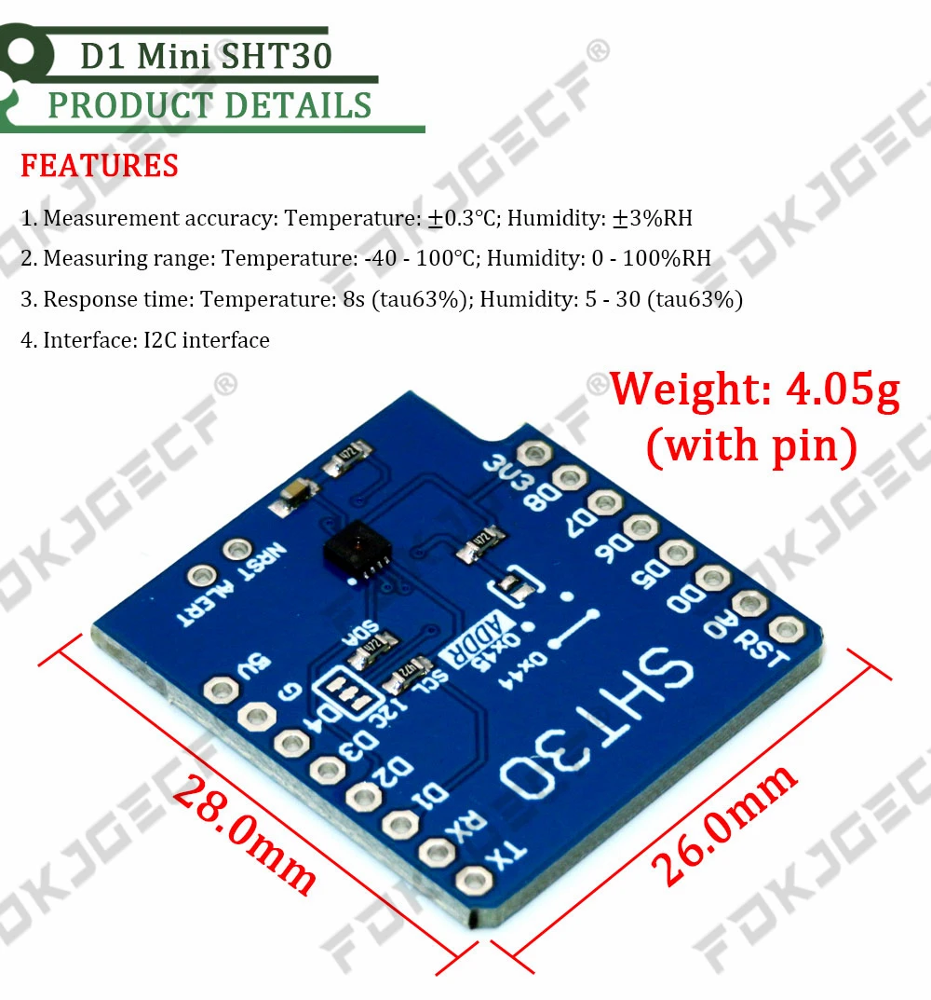 D1 Mini SHT30
PRODUCT DETAILS
FEATURES
1. Measurement accuracy: Temperature: ±0.3°C; Humidity: ±3%RH
2. Measuring range: Temperature: -40 - 100°C; Humidity: 0 - 100%RH
3. Response time: Temperature: 8s (tau63%); Humidity: 5 - 30 (tau63%)
4. Interface: I2C interface
Weight: 4.05g
(with pin)
3V3
D8
D7
D6
D5
D0
A0
RST
472
472
NRST
ALERT
SDA
472
472
SCL
ADDR
0x45
0x44
5V
G
D4
I2C
D3
D2
D1
RX
TX
SHT30
28.0mm
26.0mm
FDKJGECF®
FDKJGECF®
FDKJGECF®
FDKJGECF®